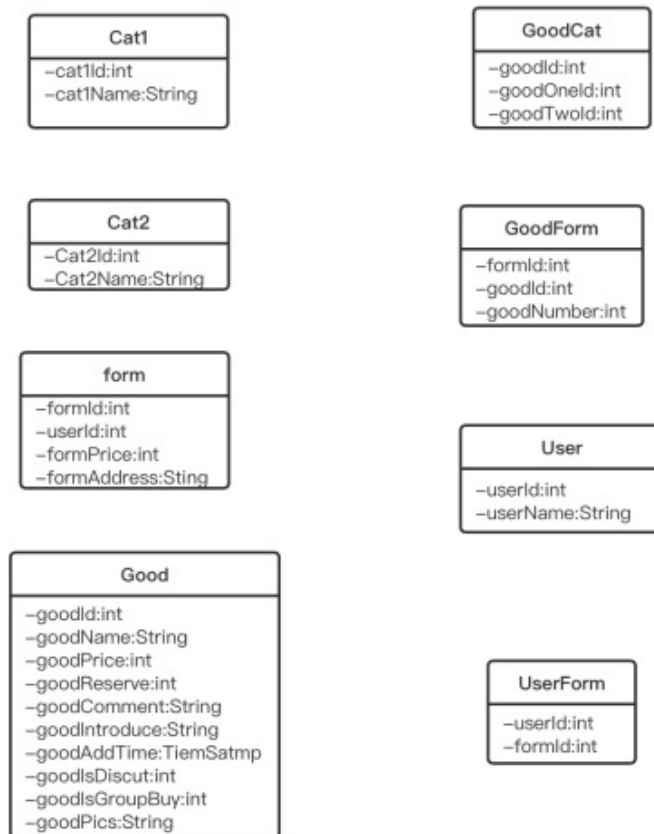 Cat1
-cat1Id:int
-cat1Name:String
GoodCat
-goodId:int
-goodOneId:int
-goodTwoId:int
Cat2
-Cat2Id:int
-Cat2Name:String
GoodForm
-formId:int
-goodId:int
-goodNumber:int
form
-formId:int
-userId:int
-formPrice:int
-formAddress:Sting
User
-userId:int
-userName:String
Good
-goodId:int
-goodName:String
-goodPrice:int
-goodReserve:int
-goodComment:String
-goodIntroduce:String
-goodAddTime:TiemSatmp
-goodIsDiscut:int
-goodIsGroupBuy:int
-goodPics:String
UserForm
-userId:int
-formId:int